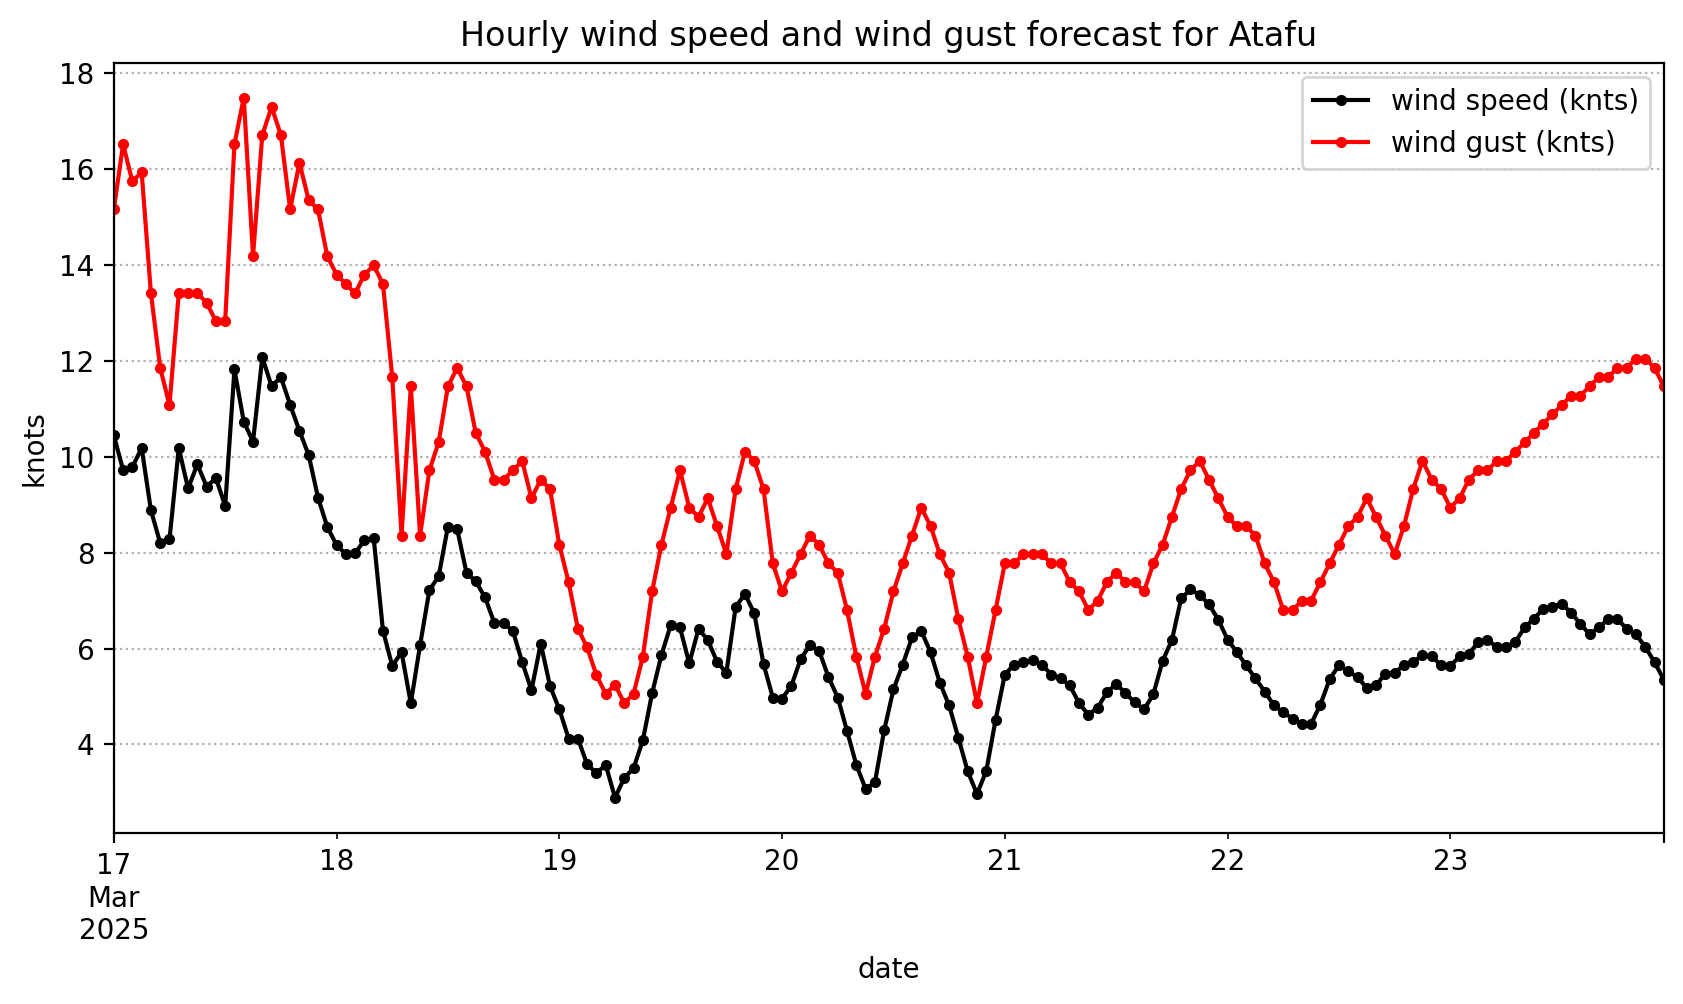 Hourly wind speed and wind gust forecast for Atafu
wind speed (knts)
wind gust (knts)
18
16
14
12
10
8
6
4
knots
17 18 19 20 21 22 23
Mar
2025
date